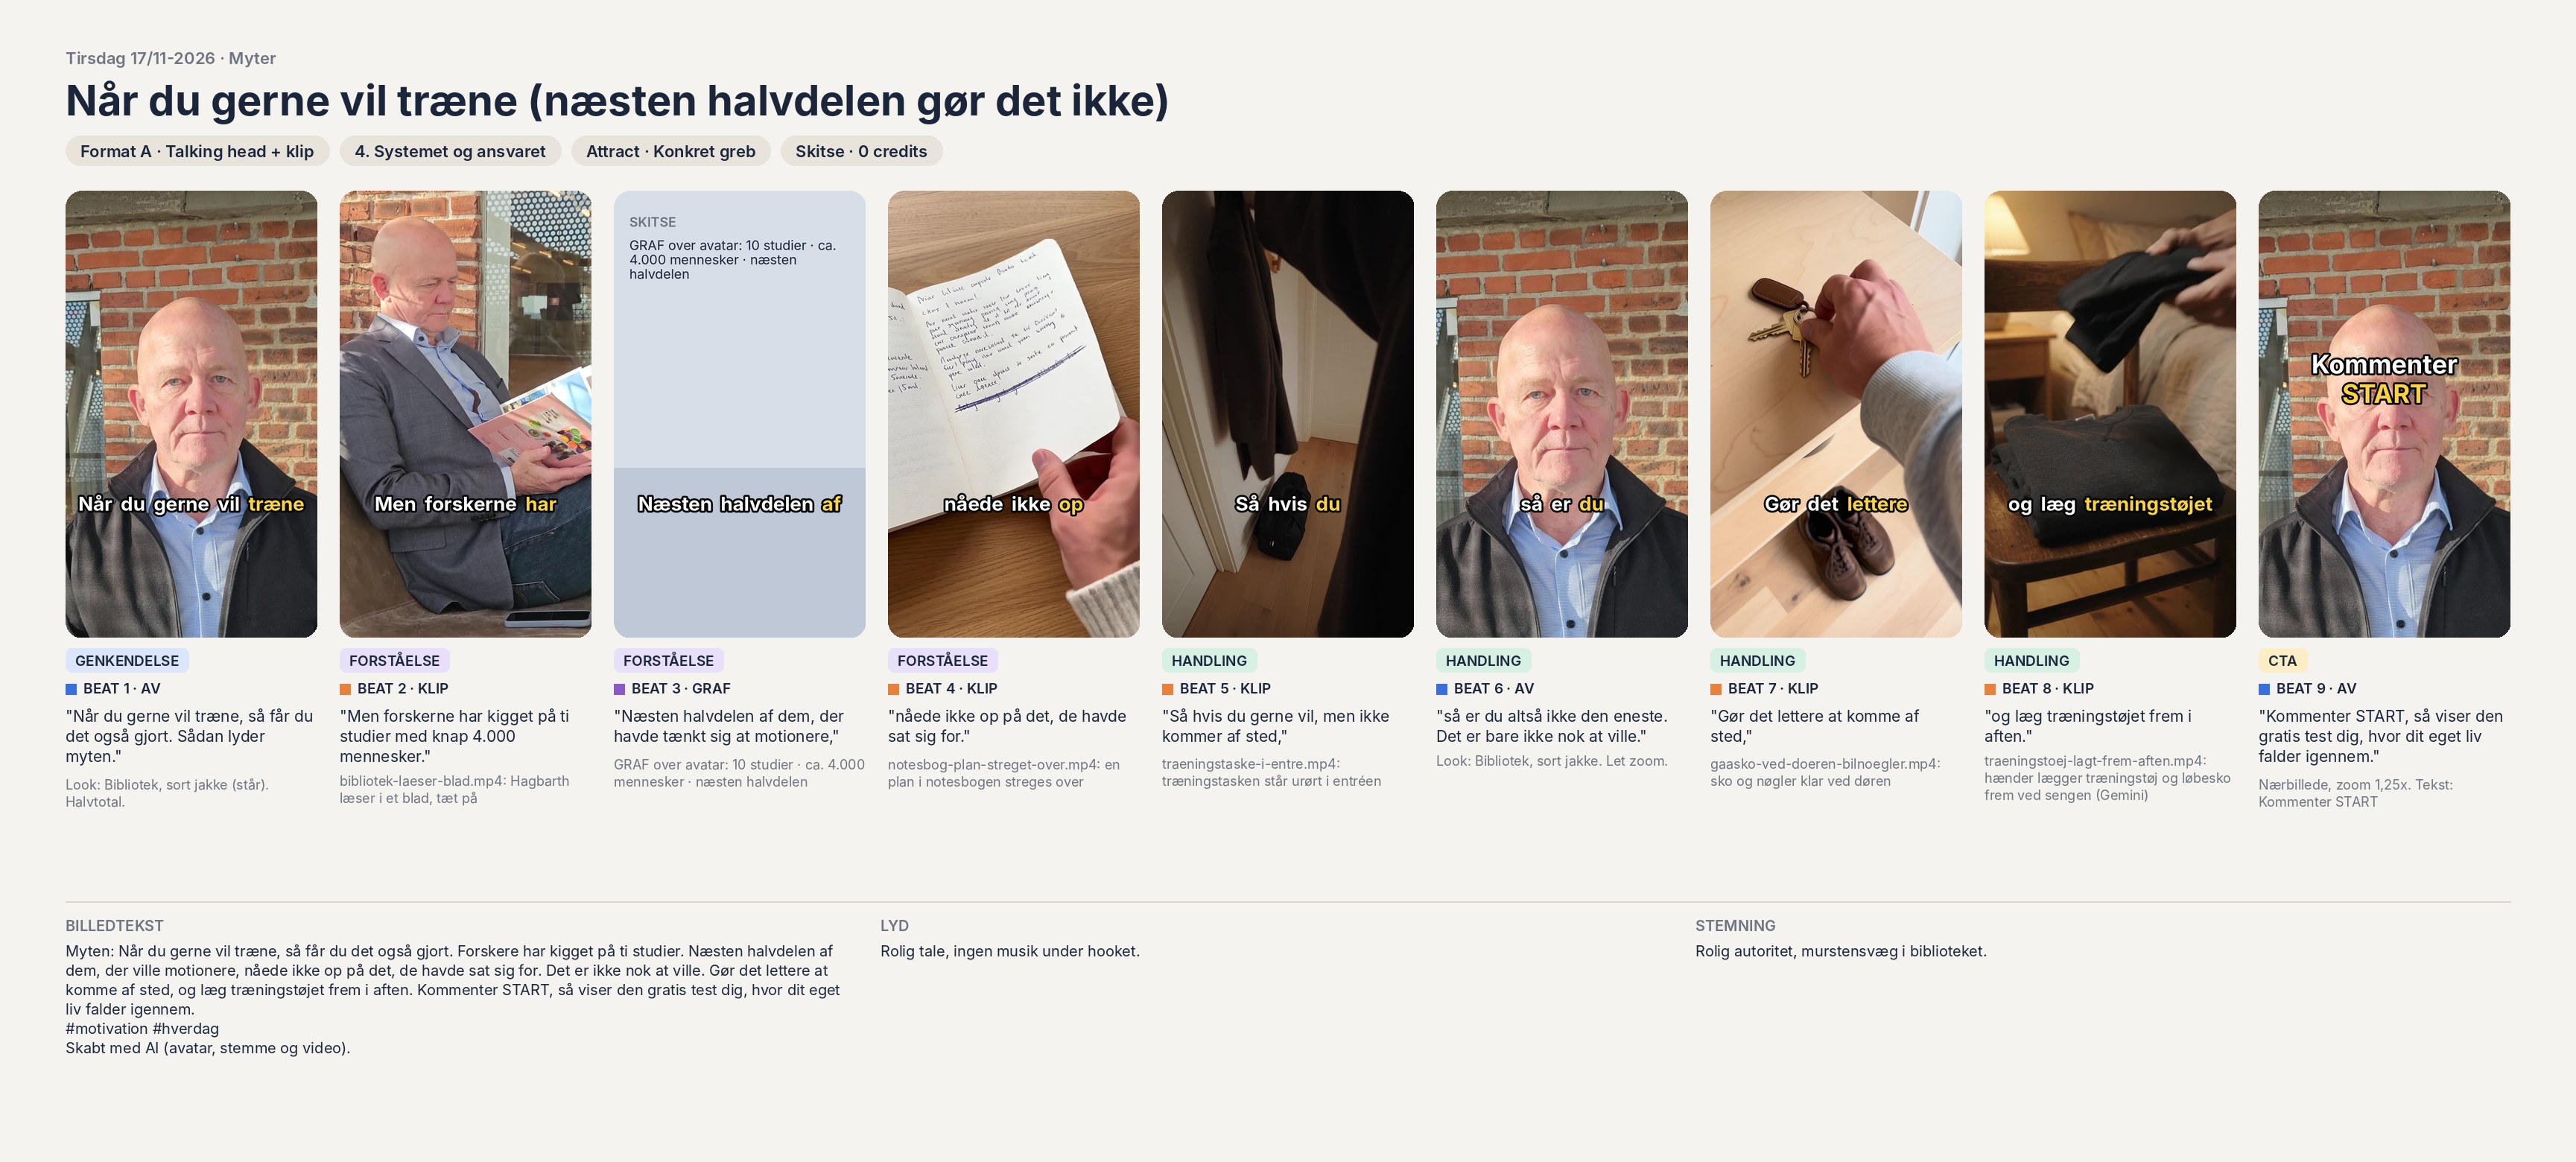 Tirsdag 17/11-2026 · Myter
Når du gerne vil træne (næsten halvdelen gør det ikke)
Format A · Talking head + klip
4. Systemet og ansvaret
Attract · Konkret greb
Skitse · 0 credits
Når du gerne vil træne
Men forskerne har
SKITSE
GRAF over avatar: 10 studier · ca.
4.000 mennesker · næsten
halvdelen
Næsten halvdelen af
nåede ikke op
Så hvis du
så er du
Gør det lettere
og læg træningstøjet
Kommenter
START
GENKENDELSE
BEAT 1 · AV
"Når du gerne vil træne, så får du
det også gjort. Sådan lyder
myten."
Look: Bibliotek, sort jakke (står).
Halvtotal.
FORSTÅELSE
BEAT 2 · KLIP
"Men forskerne har kigget på ti
studier med knap 4.000
mennesker."
bibliotek-laeser-blad.mp4: Hagbarth
læser i et blad, tæt på
FORSTÅELSE
BEAT 3 · GRAF
"Næsten halvdelen af dem, der
havde tænkt sig at motionere,"
GRAF over avatar: 10 studier · ca. 4.000
mennesker · næsten halvdelen
FORSTÅELSE
BEAT 4 · KLIP
"nåede ikke op på det, de havde
sat sig for."
notesbog-plan-streget-over.mp4: en
plan i notesbogen streges over
HANDLING
BEAT 5 · KLIP
"Så hvis du gerne vil, men ikke
kommer af sted,"
traeningstaske-i-entre.mp4:
træningstasken står urørt i entréen
HANDLING
BEAT 6 · AV
"så er du altså ikke den eneste.
Det er bare ikke nok at ville."
Look: Bibliotek, sort jakke. Let zoom.
HANDLING
BEAT 7 · KLIP
"Gør det lettere at komme af
sted,"
gaasko-ved-doeren-bilnoegler.mp4:
sko og nøgler klar ved døren
HANDLING
BEAT 8 · KLIP
"og læg træningstøjet frem i
aften."
traeningstoej-lagt-frem-aften.mp4:
hænder lægger træningstøj og løbesko
frem ved sengen (Gemini)
CTA
BEAT 9 · AV
"Kommenter START, så viser den
gratis test dig, hvor dit eget liv
falder igennem."
Nærbillede, zoom 1,25x. Tekst:
Kommenter START
BILLEDTEKST
Myten: Når du gerne vil træne, så får du det også gjort. Forskere har kigget på ti studier. Næsten halvdelen af
dem, der ville motionere, nåede ikke op på det, de havde sat sig for. Det er ikke nok at ville. Gør det lettere at
komme af sted, og læg træningstøjet frem i aften. Kommenter START, så viser den gratis test dig, hvor dit eget
liv falder igennem.
#motivation #hverdag
Skabt med AI (avatar, stemme og video).
LYD
Rolig tale, ingen musik under hooket.
STEMNING
Rolig autoritet, murstensvæg i biblioteket.